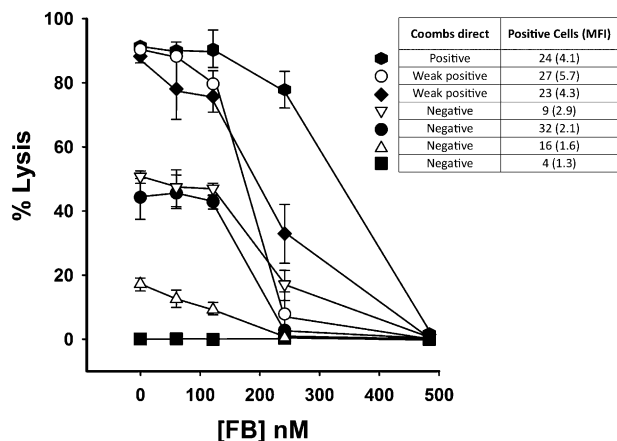 Coombs direct Positive Cells (MFI)
Positive 24 (4.1)
Weak positive 27 (5.7)
Weak positive 23 (4.3)
Negative 9 (2.9)
Negative 32 (2.1)
Negative 16 (1.6)
Negative 4 (1.3)
% Lysis
100
80
60
40
20
0
0 100 200 300 400 500
[FB] nM